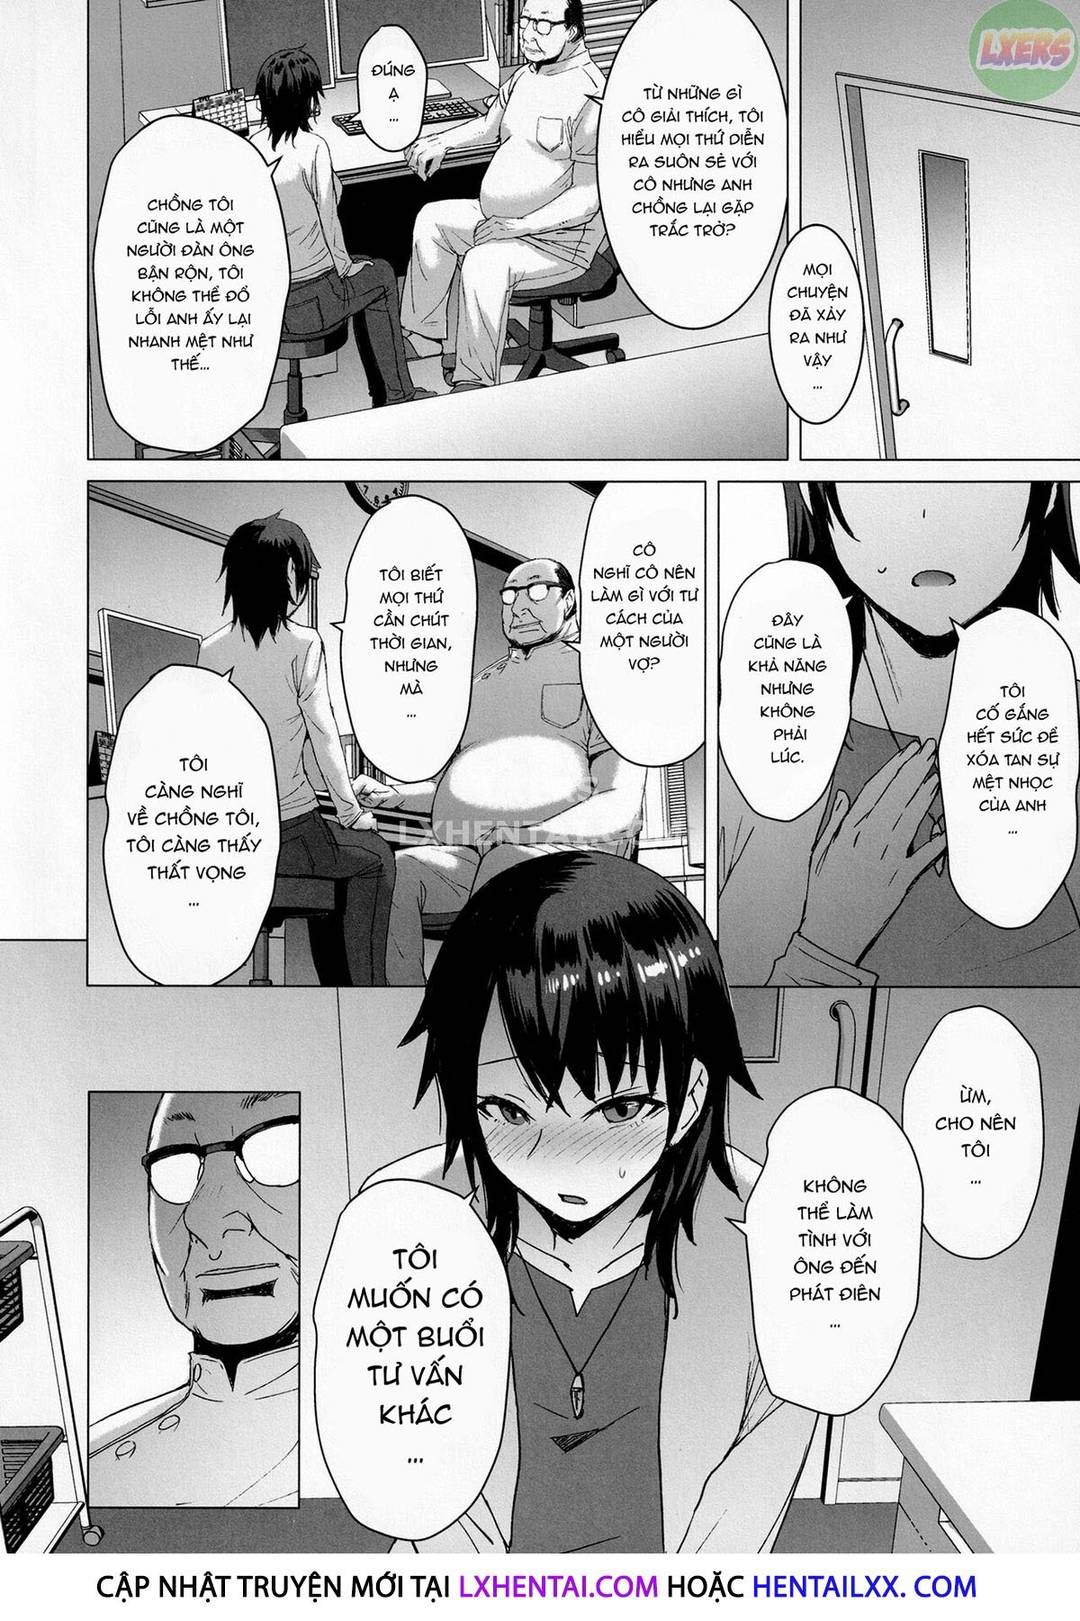 LXERS
MỌI
CHUYỆN
ĐÃ XẢY
RA NHƯ
VẬY
...
TỪ NHỮNG GÌ
CÔ GIẢI THÍCH, TÔI
HIỂU MỌI THỨ DIỄN
RA SUÔN SẺ VỚI
CÔ NHƯNG ANH
CHỒNG LẠI GẶP
TRẮC TRỞ?
ĐÚNG
Ạ
...
CHỒNG TÔI
CŨNG LÀ MỘT
NGƯỜI ĐÀN ÔNG
BẬN RỘN, TÔI
KHÔNG THỂ ĐỔ
LỖI ANH ẤY LẠI
NHANH MỆT NHƯ
THẾ...
TÔI
CỐ GẮNG
HẾT SỨC ĐỂ
XÓA TAN SỰ
MỆT NHỌC
CỦA ANH
...
ĐÂY
CŨNG LÀ
KHẢ NĂNG
NHƯNG
KHÔNG
PHẢI
LÚC.
CÔ
NGHĨ CÔ NÊN
LÀM GÌ VỚI TƯ
CÁCH CỦA
MỘT NGƯỜI
VỢ?
TÔI BIẾT
MỌI THỨ
CẦN CHÚT
THỜI GIAN,
NHƯNG
MÀ
...
TÔI
CÀNG NGHĨ
VỀ CHỒNG TÔI,
TÔI CÀNG THẤY
THẤT VỌNG
...
LXHENTAI.COM
ỪM,
CHO NÊN
TÔI
...
KHÔNG
THỂ LÀM
TÌNH VỚI
ÔNG ĐẾN
PHÁT ĐIÊN
...
TÔI
MUỐN CÓ
MỘT BUỔI
TƯ VẤN
KHÁC
...
CẬP NHẬT TRUYỆN MỚI TẠI LXHENTAI.COM HOẶC HENTAILXX. COM